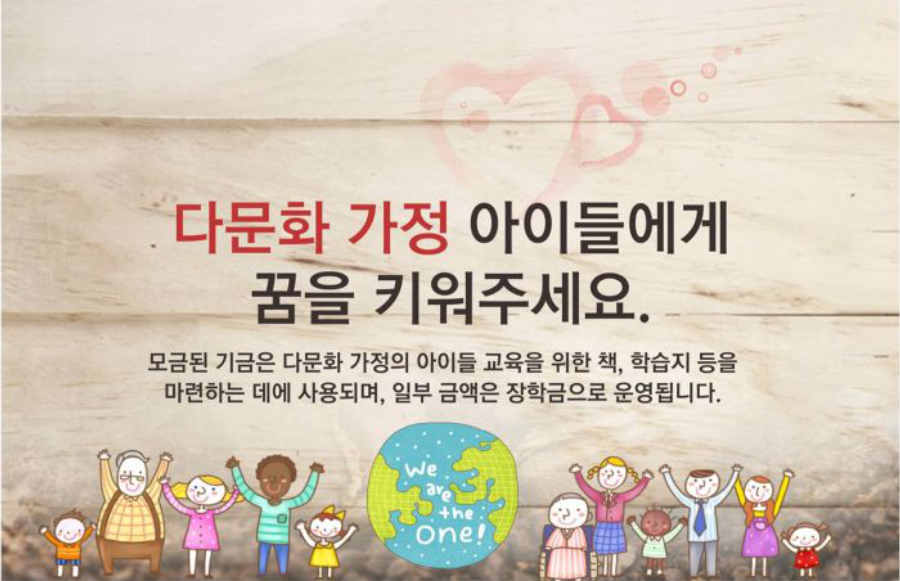 다문화 가정 아이들에게
꿈을 키워주세요.
모금된 기금은 다문화 가정의 아이들 교육을 위한 책, 학습지 등을
마련하는 데에 사용되며, 일부 금액은 장학금으로 운영됩니다.
We
are
the
One!